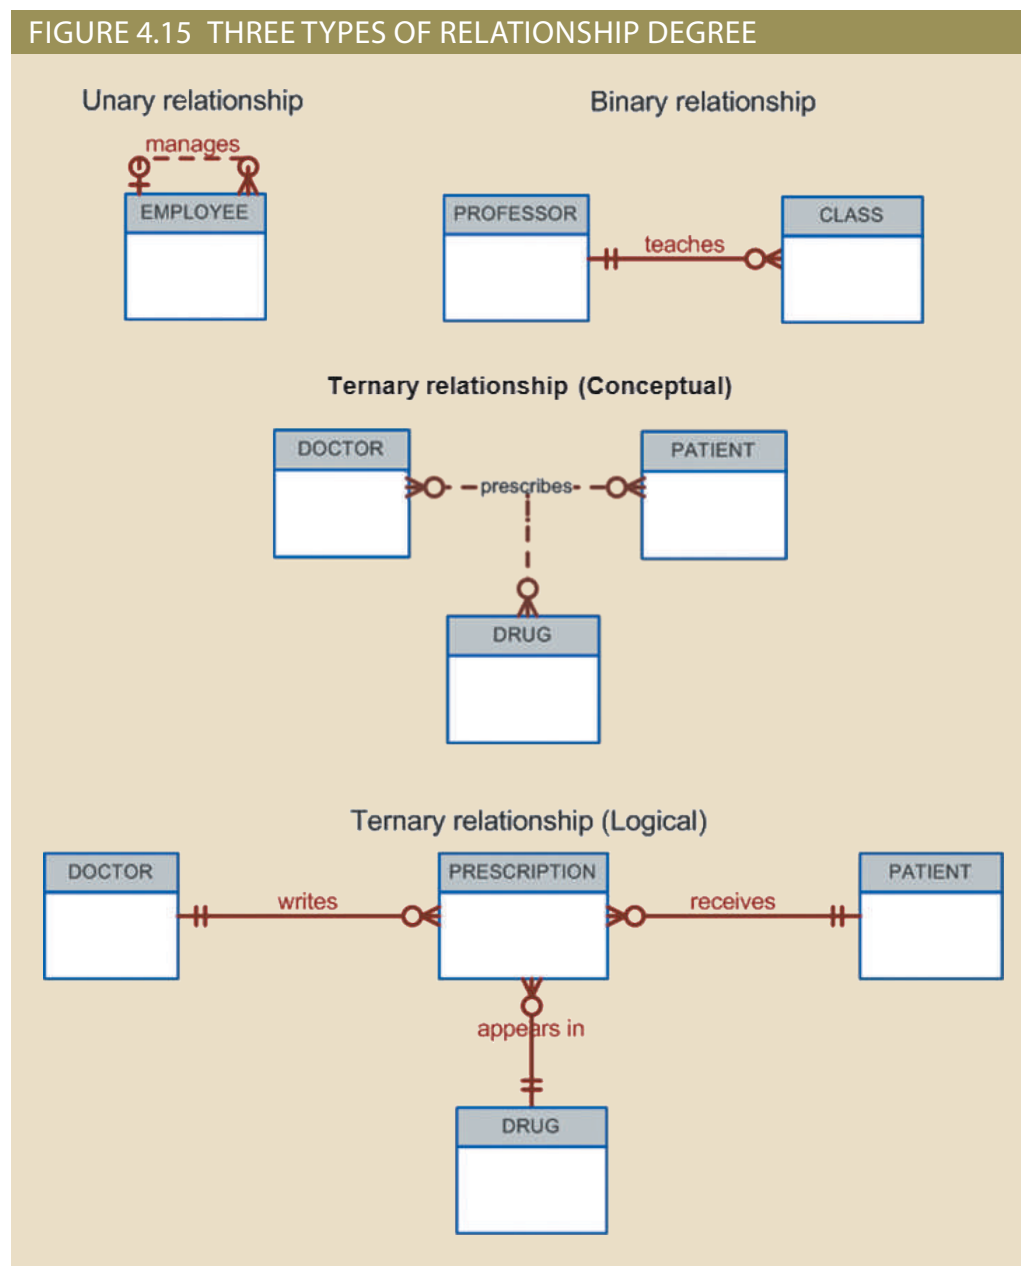 FIGURE 4.15 THREE TYPES OF RELATIONSHIP DEGREE
Unary relationship
Binary relationship
manages
EMPLOYEE
PROFESSOR
teaches
CLASS
Ternary relationship (Conceptual)
DOCTOR
prescribes
PATIENT
DRUG
Ternary relationship (Logical)
DOCTOR
writes
PRESCRIPTION
receives
PATIENT
appears in
DRUG